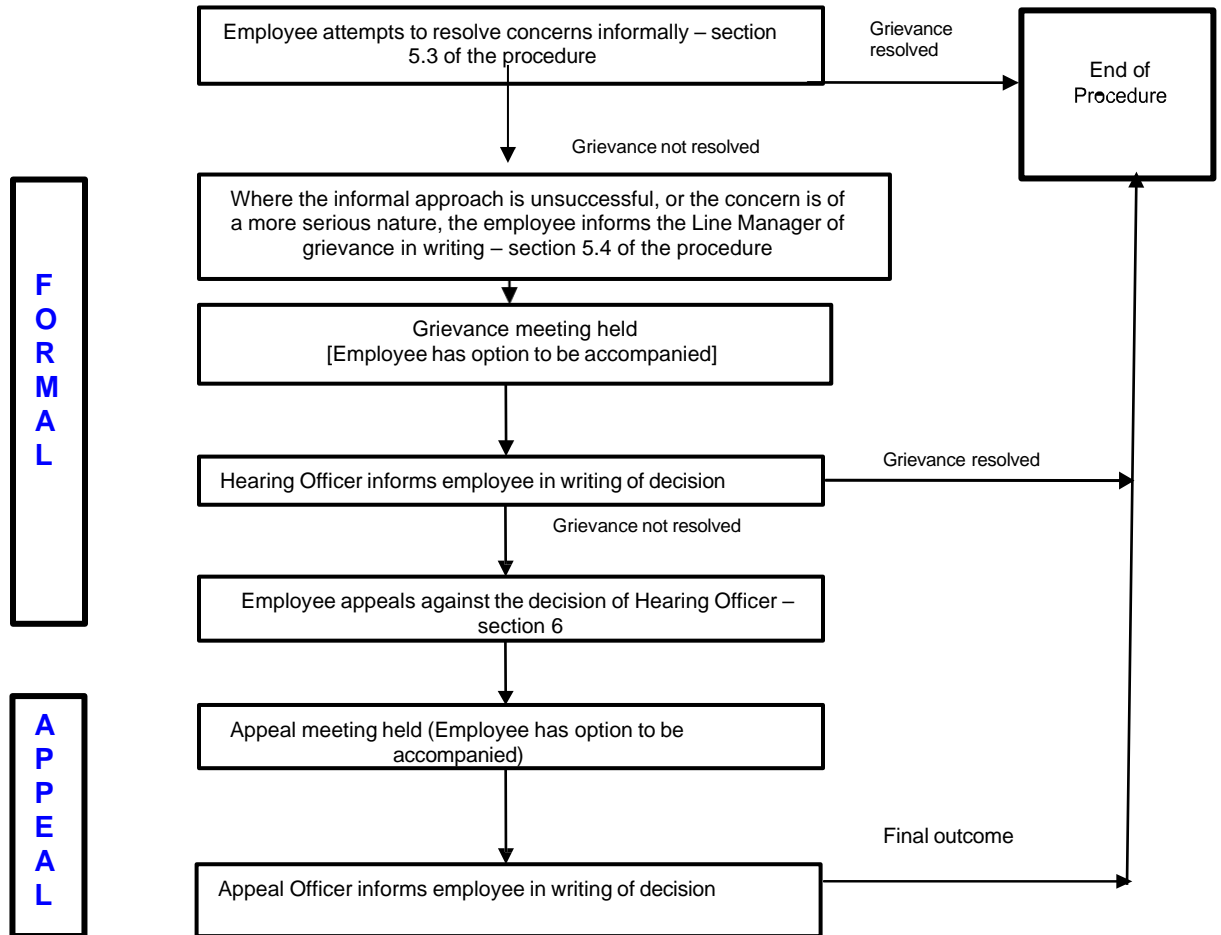 Employee attempts to resolve concerns informally – section
5.3 of the procedure
Grievance
resolved
End of
Procedure
Grievance not resolved
Where the informal approach is unsuccessful, or the concern is of
a more serious nature, the employee informs the Line Manager of
grievance in writing – section 5.4 of the procedure
F
O
R
M
A
L
Grievance meeting held
[Employee has option to be accompanied]
Hearing Officer informs employee in writing of decision
Grievance resolved
Grievance not resolved
Employee appeals against the decision of Hearing Officer –
section 6
A
P
P
E
A
L
Appeal meeting held (Employee has option to be
accompanied)
Final outcome
Appeal Officer informs employee in writing of decision